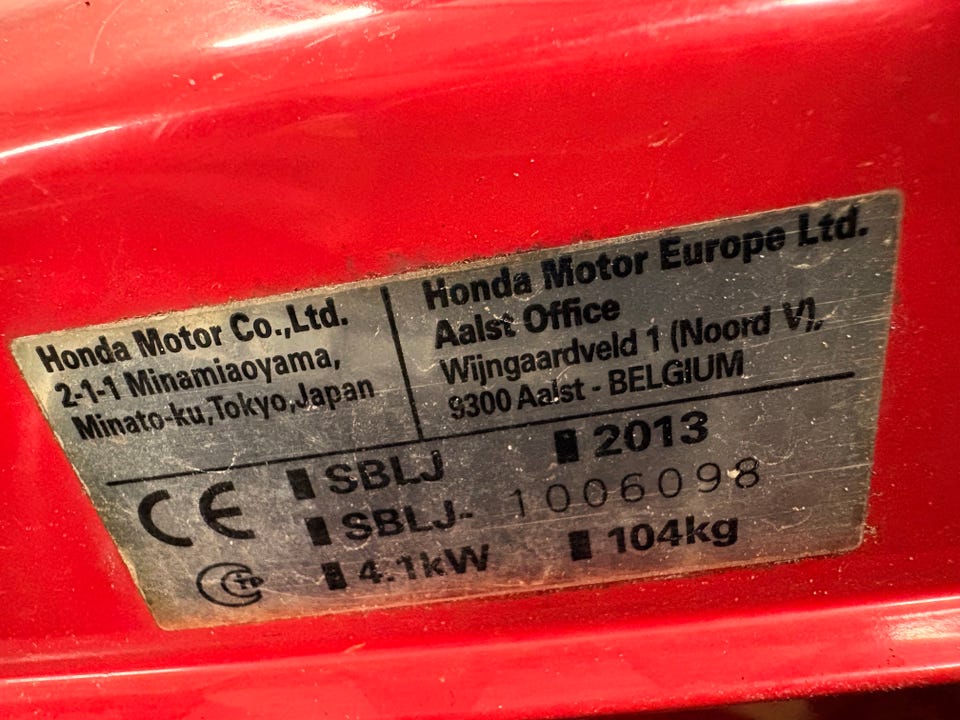 Honda Motor Co.,Ltd.
2-1-1 Minamiaoyama,
Minato-ku,Tokyo,Japan
Honda Motor Europe Ltd.
Aalst Office
Wijngaardveld 1 (Noord V),
9300 Aalst - BELGIUM
CE
SBLJ 2013
SBLJ- 1006098
4.1kW 104kg